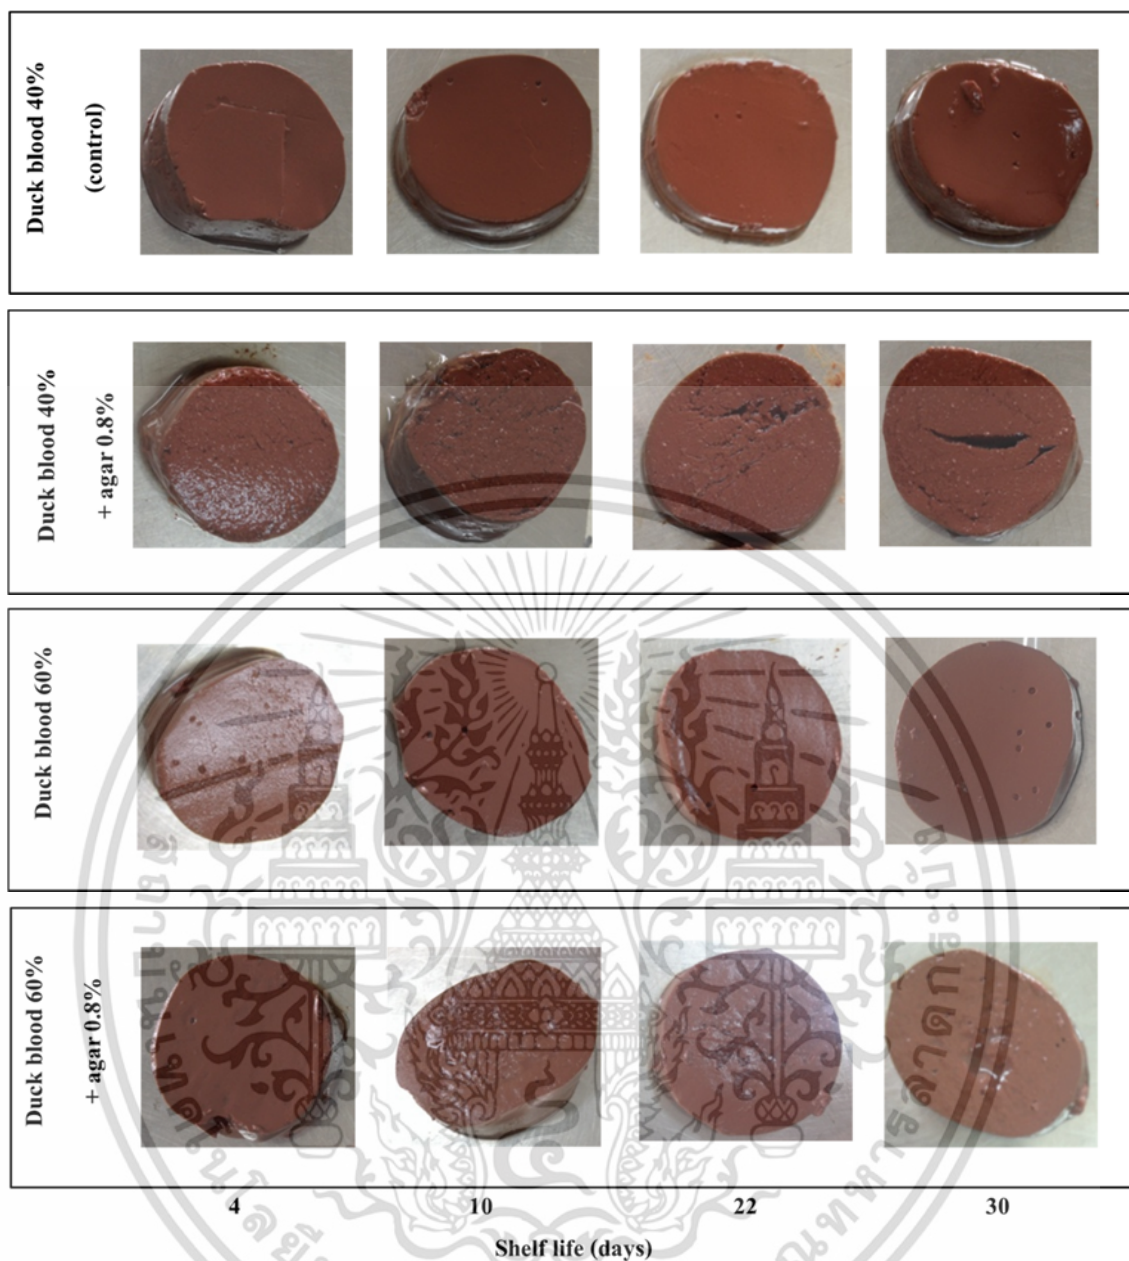 Duck blood 40%
(control)
Duck blood 40%
+ agar 0.8%
Duck blood 60%
Duck blood 60%
+ agar 0.8%
4 10 22 30
Shelf life (days)